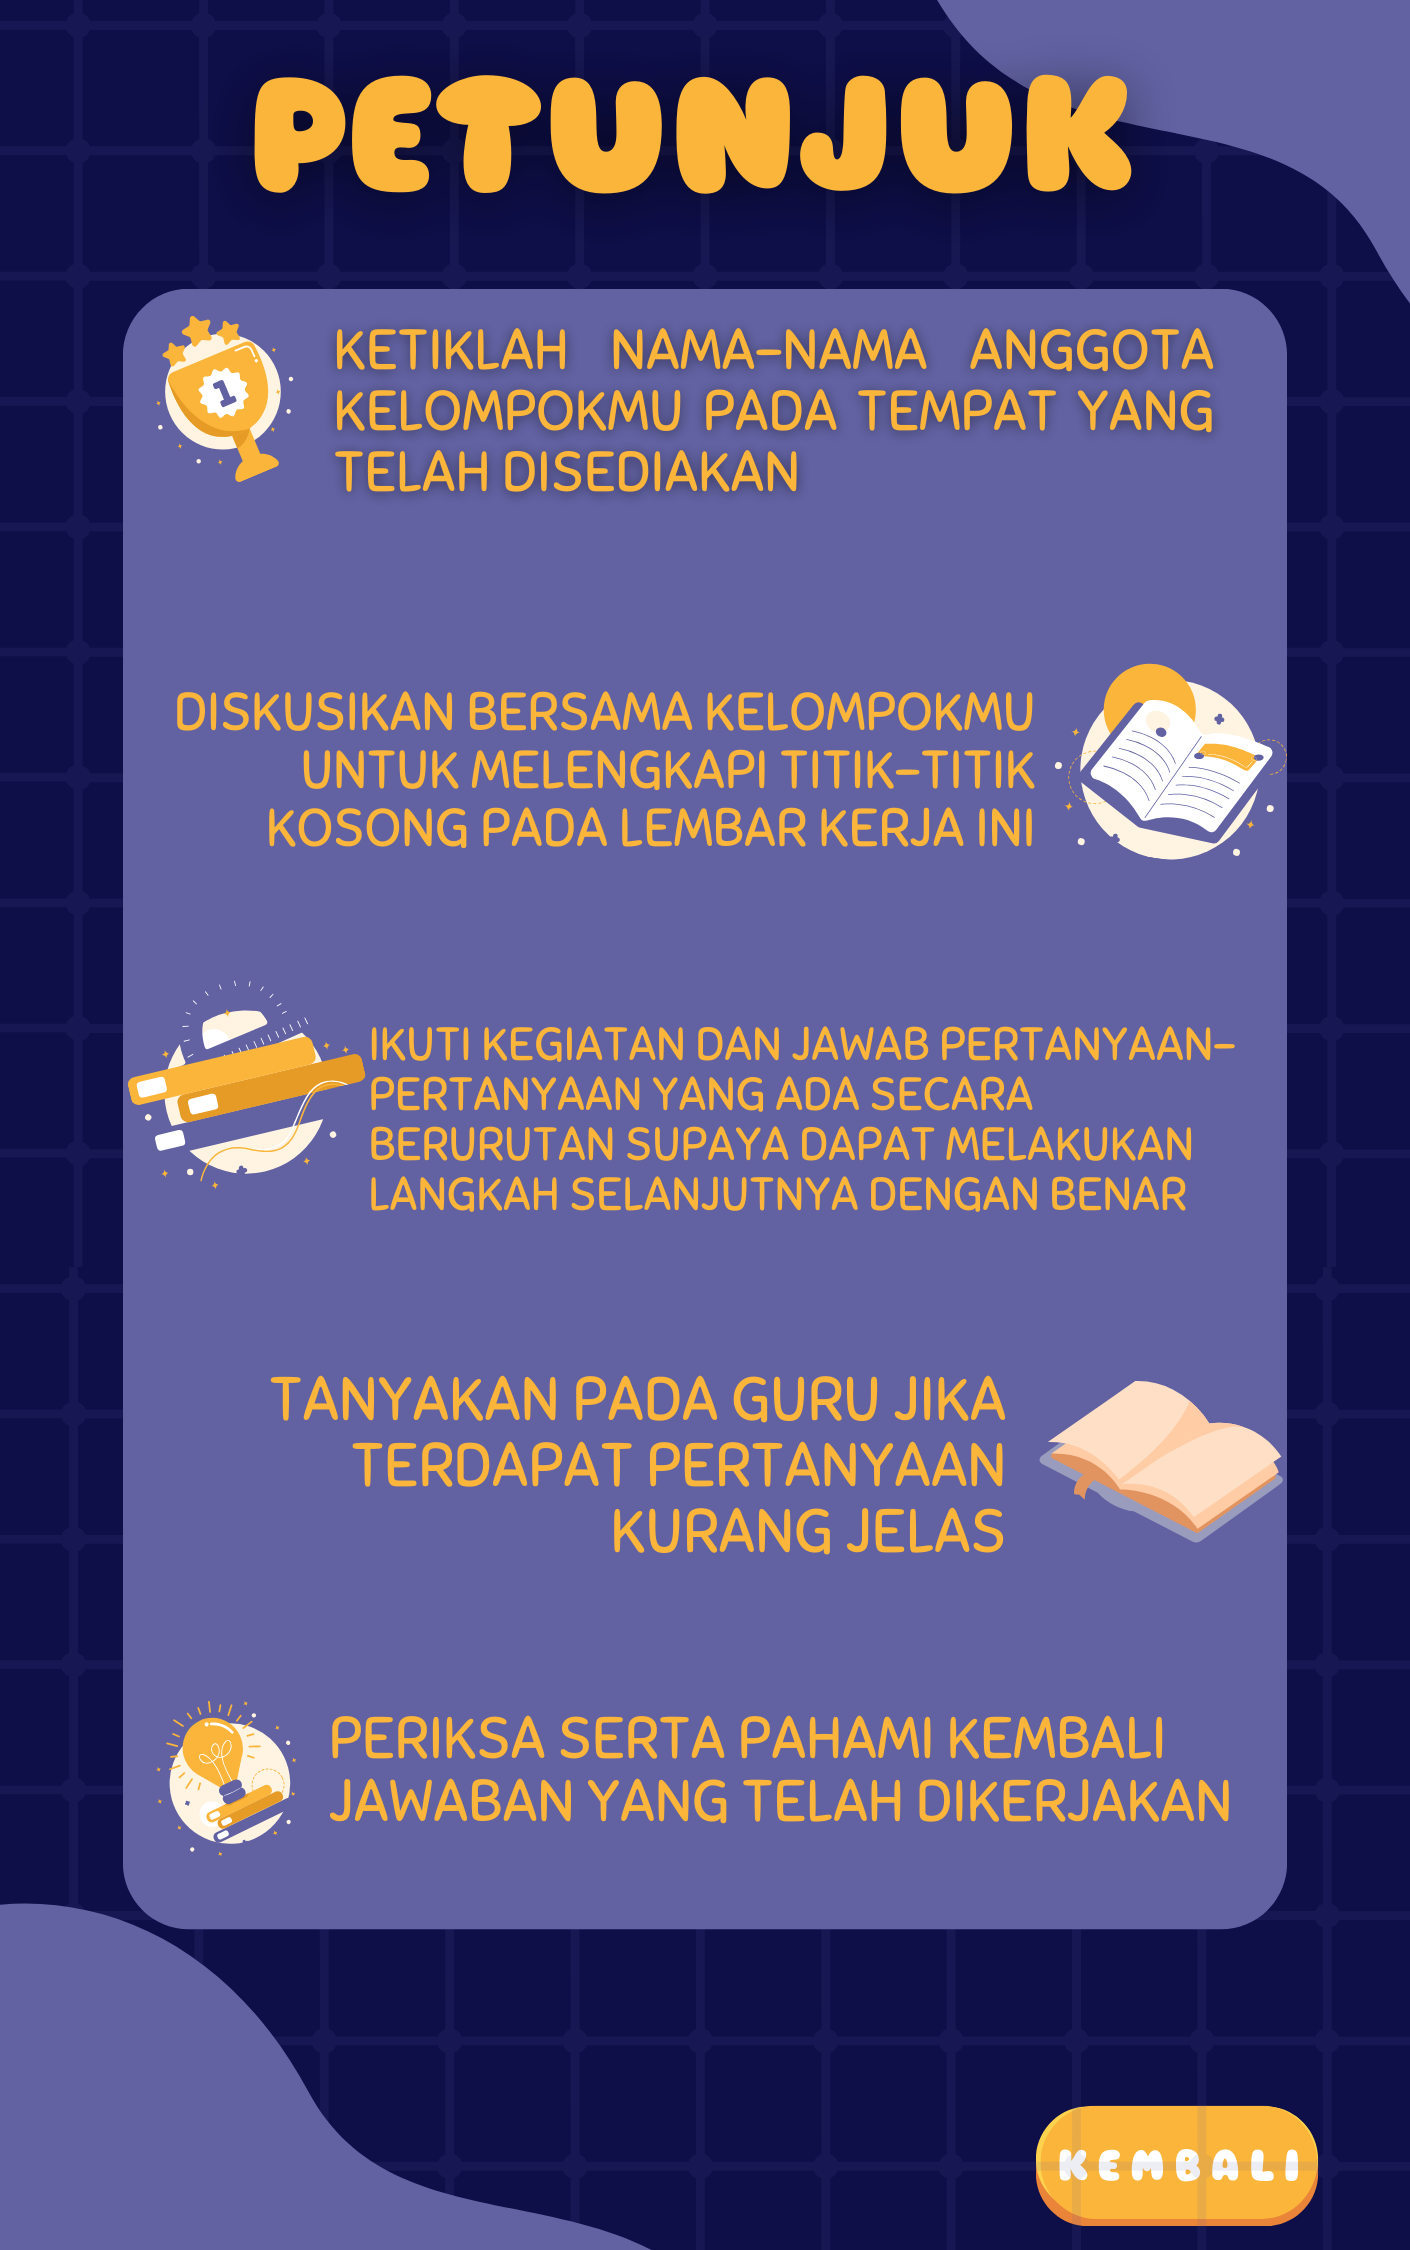 PETUNJUK
1
KETIKLAH NAMA-NAMA ANGGOTA
KELOMPOKMU PADA TEMPAT YANG
TELAH DISEDIAKAN
DISKUSIKAN BERSAMA KELOMPOKMU
UNTUK MELENGKAPI TITIK-TITIK
KOSONG PADA LEMBAR KERJA INI
IKUTI KEGIATAN DAN JAWAB PERTANYAAN-
PERTANYAAN YANG ADA SECARA
BERURUTAN SUPAYA DAPAT MELAKUKAN
LANGKAH SELANJUTNYA DENGAN BENAR
TANYAKAN PADA GURU JIKA
TERDAPAT PERTANYAAN
KURANG JELAS
PERIKSA SERTA PAHAMI KEMBALI
JAWABAN YANG TELAH DIKERJAKAN
KEMBALI